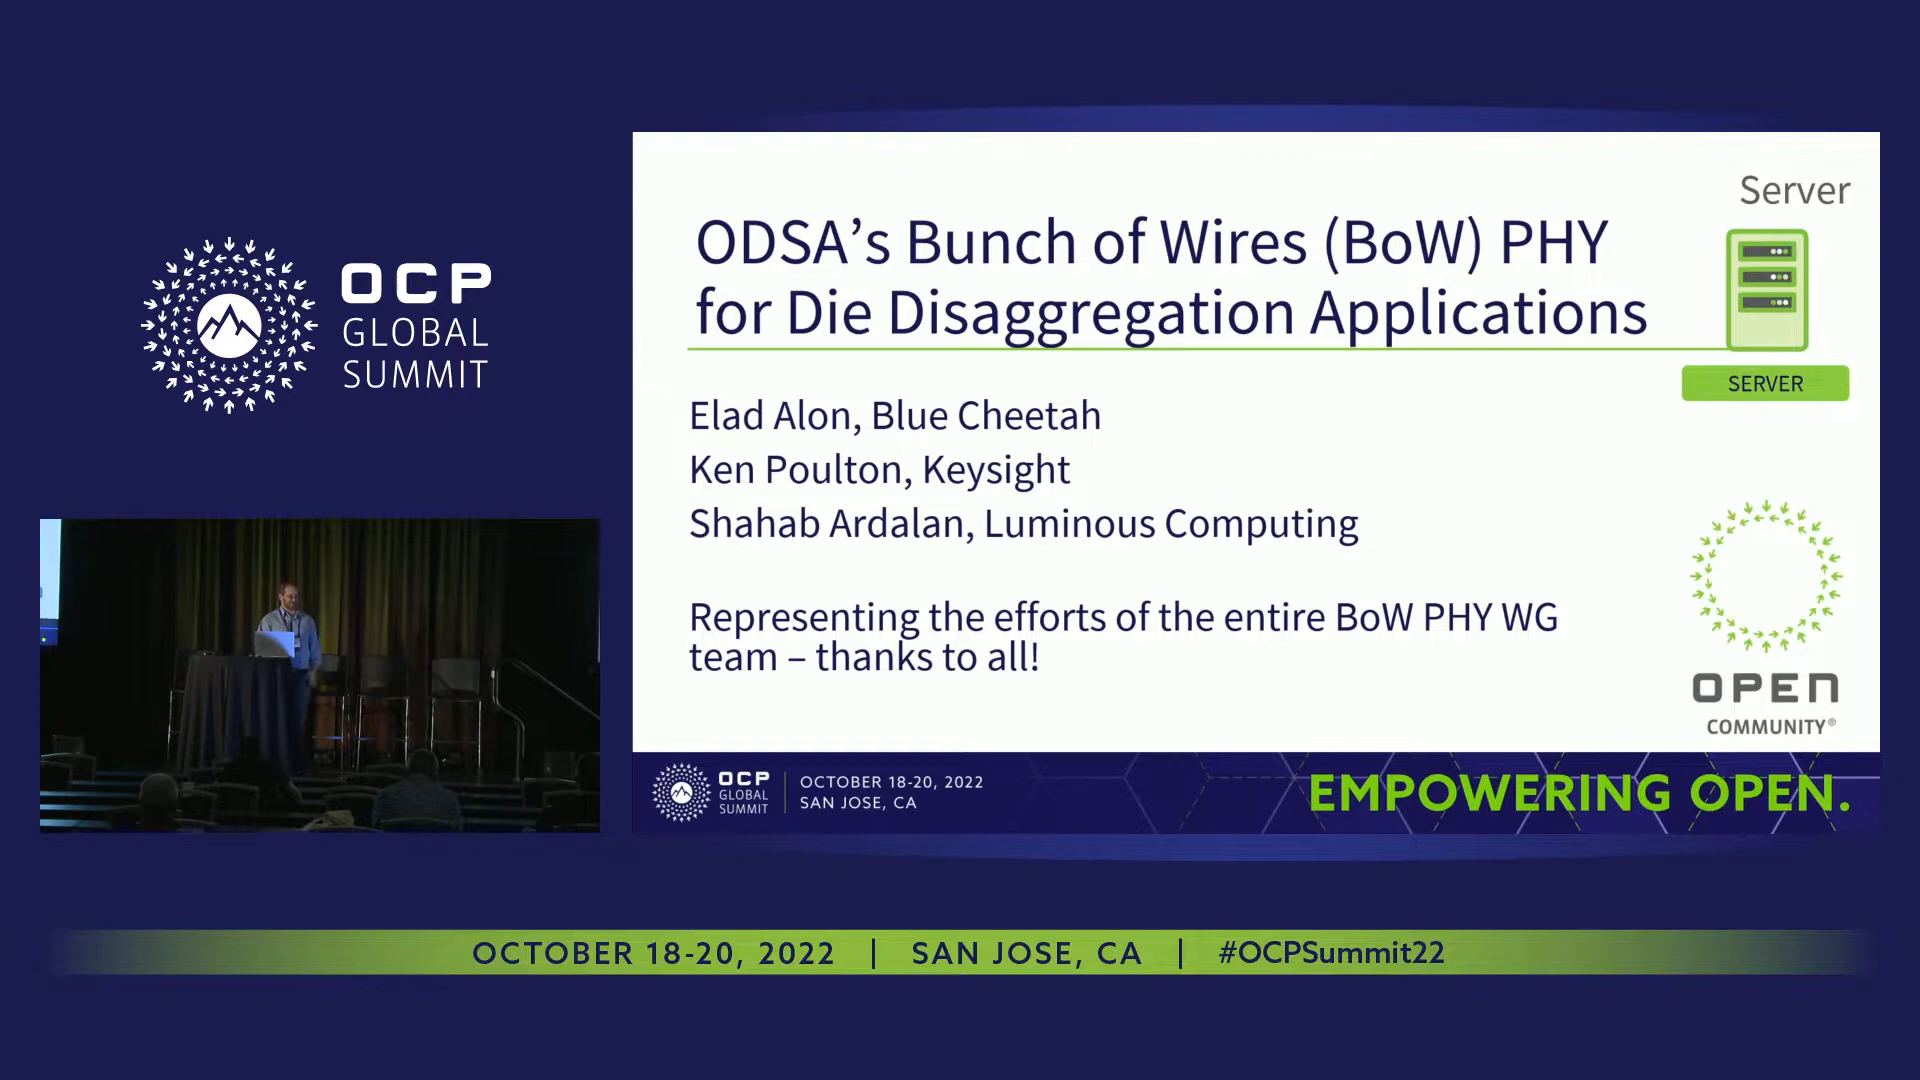 OCP
GLOBAL
SUMMIT
Server
ODSA’s Bunch of Wires (BoW) PHY
for Die Disaggregation Applications
SERVER
Elad Alon, Blue Cheetah
Ken Poulton, Keysight
Shahab Ardalan, Luminous Computing
Representing the efforts of the entire BoW PHY WG
team – thanks to all!
OPEN
COMMUNITY®
OCP
GLOBAL
SUMMIT
OCTOBER 18-20, 2022
SAN JOSE, CA
EMPOWERING OPEN.
OCTOBER 18-20, 2022 | SAN JOSE, CA | #OCPSummit22